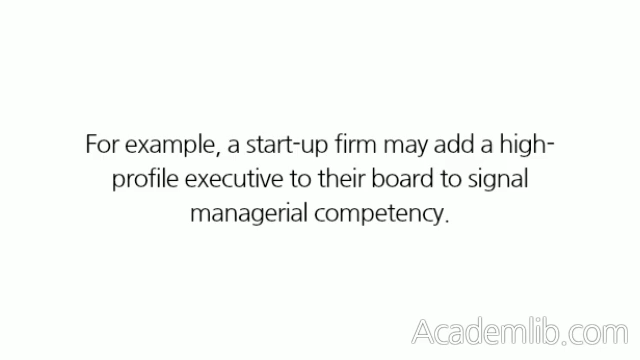 For example, a start-up firm may add a high-
profile executive to their board to signal
managerial competency.
Academlib.com